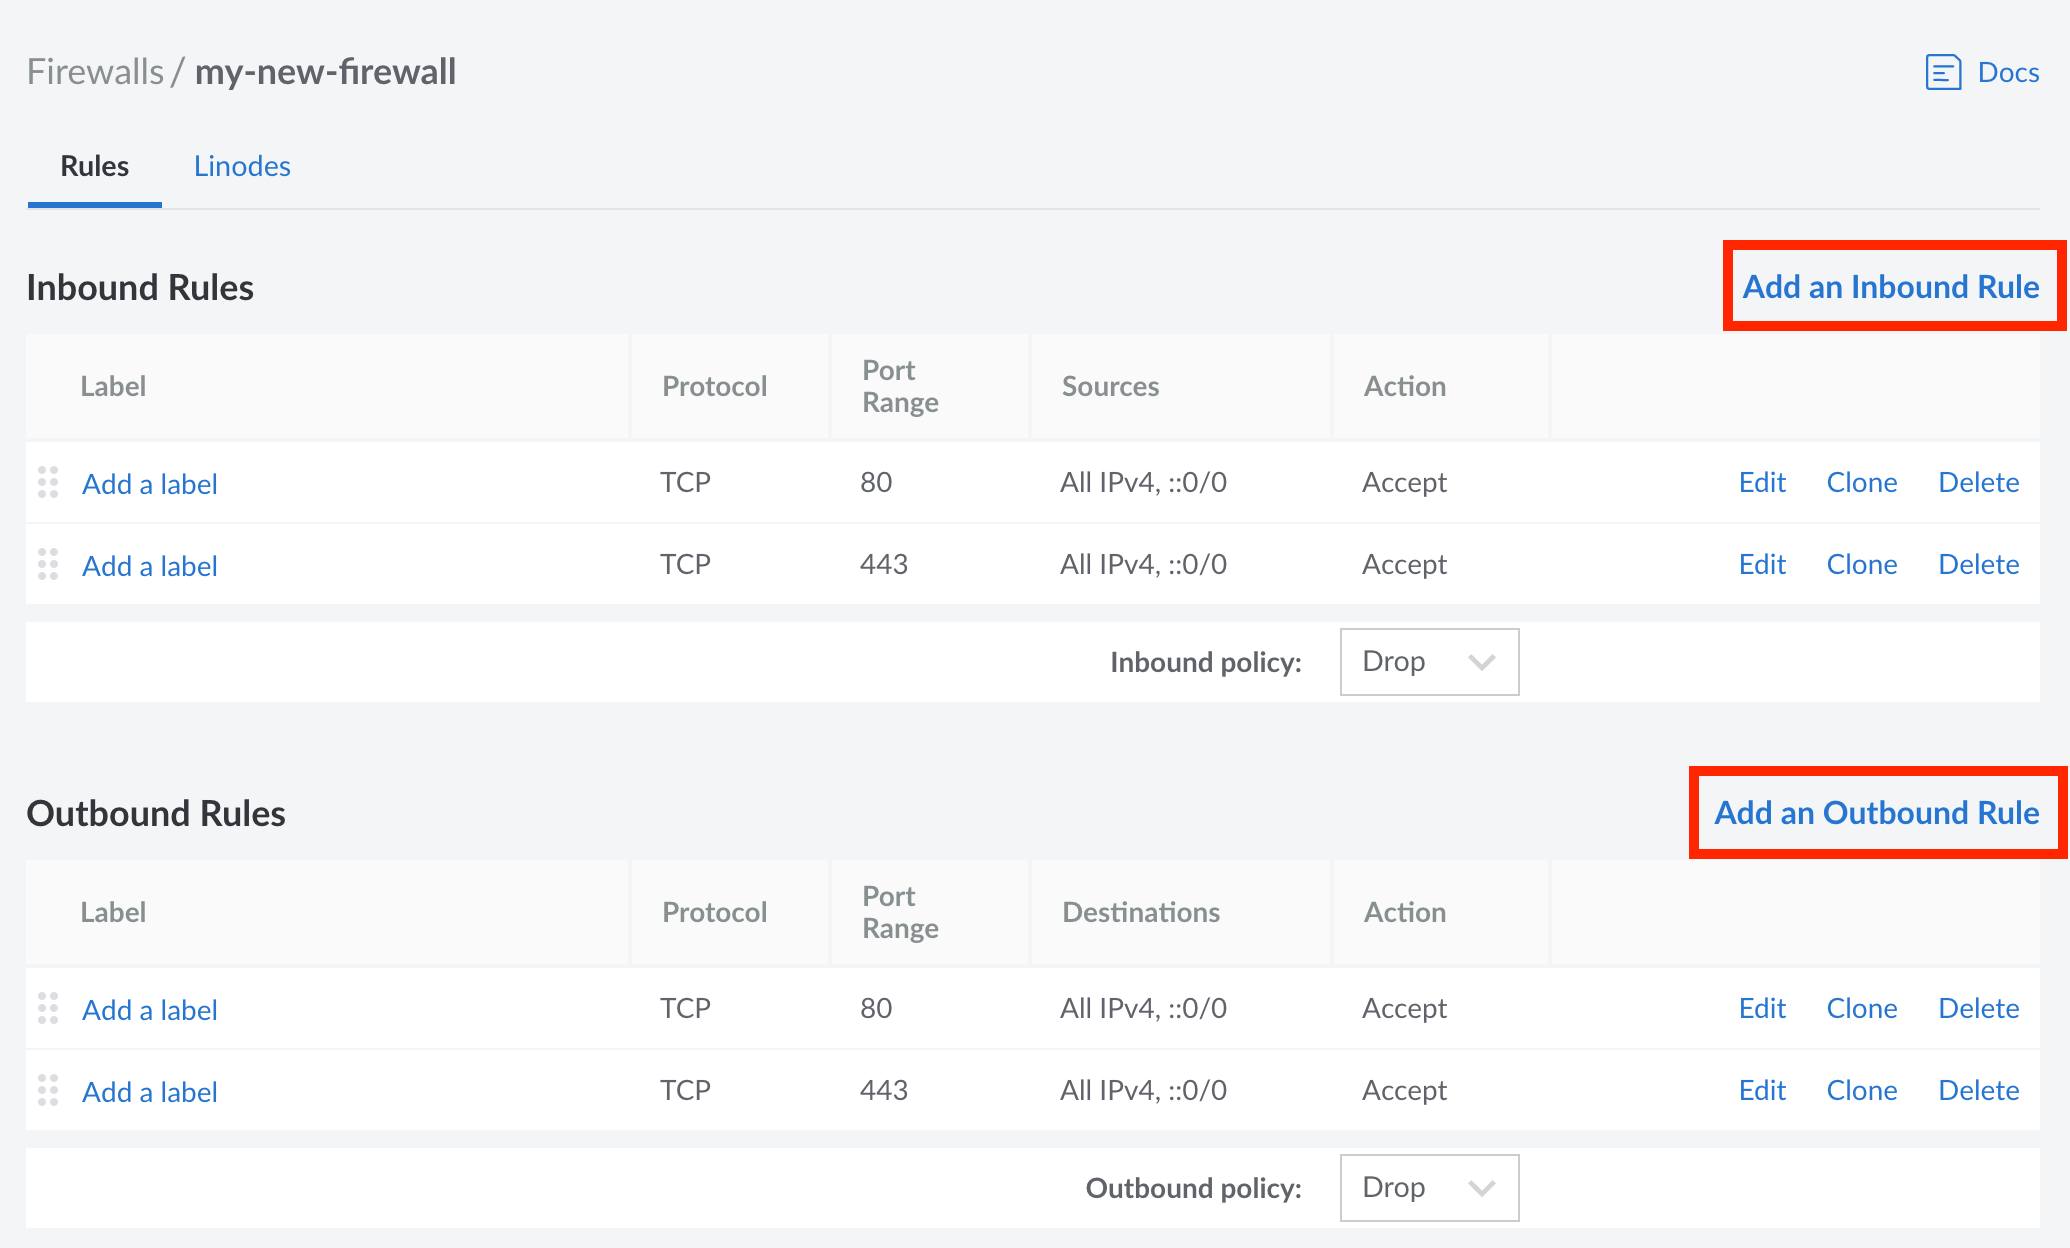 Firewalls / my-new-firewall
Docs
Rules Linodes
Inbound Rules
Add an Inbound Rule
Label Protocol Port Range Sources Action
Add a label TCP 80 All IPv4, ::0/0 Accept Edit Clone Delete
Add a label TCP 443 All IPv4, ::0/0 Accept Edit Clone Delete
Inbound policy: Drop
Outbound Rules
Add an Outbound Rule
Label Protocol Port Range Destinations Action
Add a label TCP 80 All IPv4, ::0/0 Accept Edit Clone Delete
Add a label TCP 443 All IPv4, ::0/0 Accept Edit Clone Delete
Outbound policy: Drop